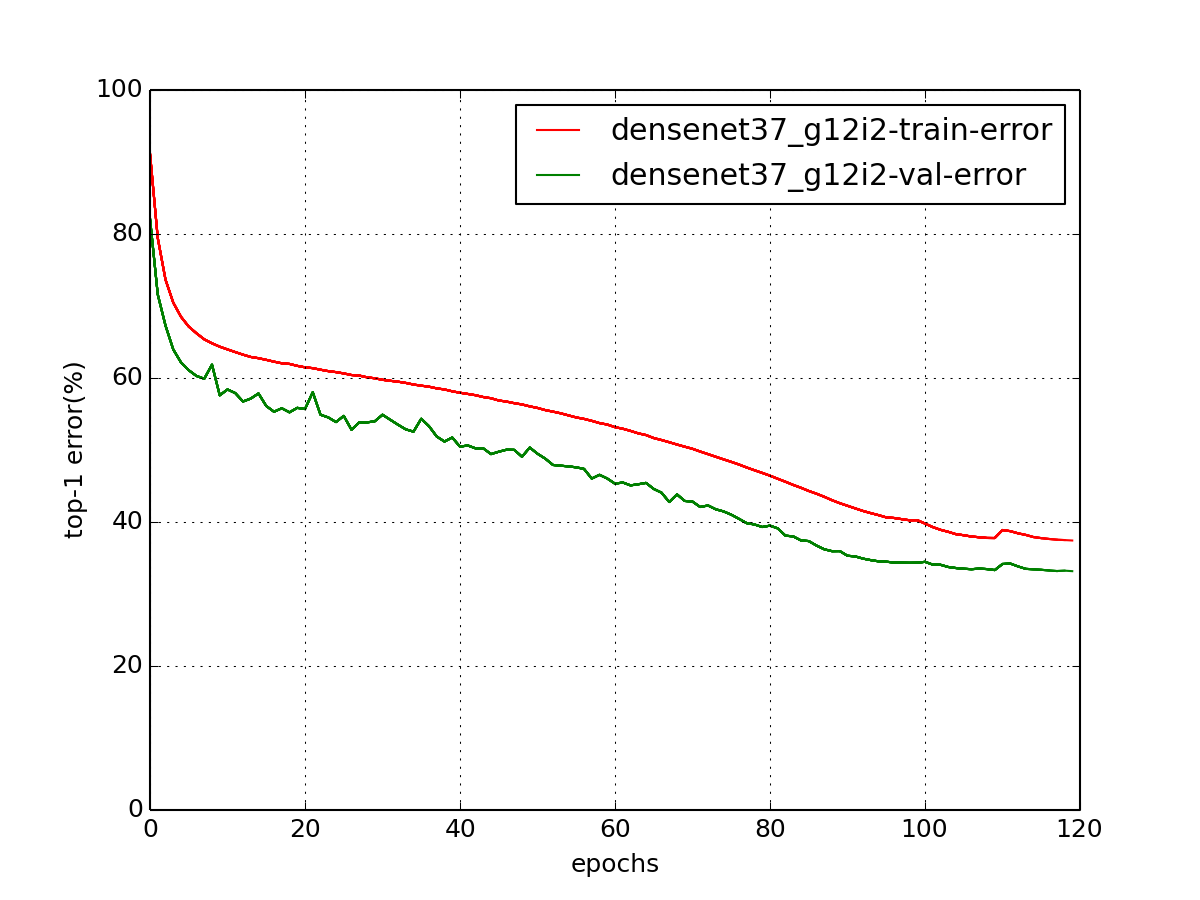 100
densenet37_g12i2-train-error
densenet37_g12i2-val-error
80
60
top-1 error(%)
40
20
0
0 20 40 60 80 100 120
epochs